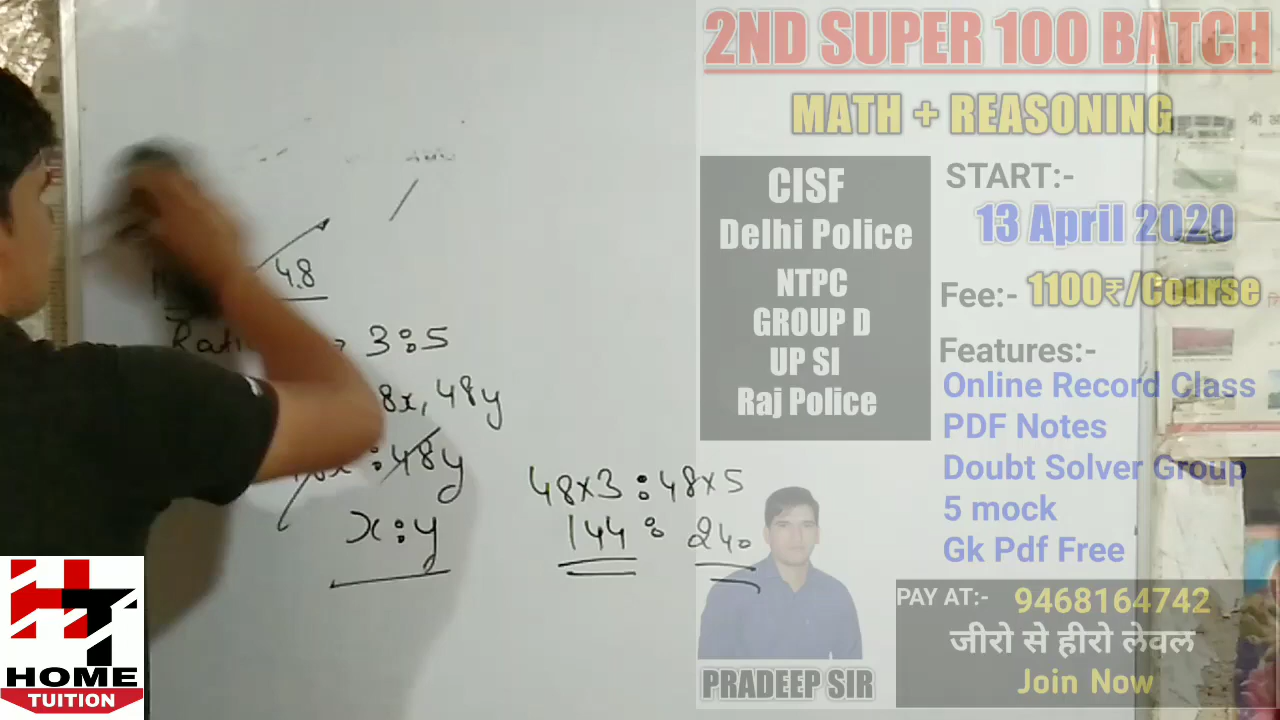 4.8
3:5
8x, 48y
:48y
x:y
48x3:48x5
144:240
2ND SUPER 100 BATCH
MATH + REASONING
CISF
Delhi Police
NTPC
GROUP D
UP SI
Raj Police
START:-
13 April 2020
Fee:- 1100₹/Course
Features:-
Online Record Class
PDF Notes
Doubt Solver Group
5 mock
Gk Pdf Free
PAY AT:- 9468164742
जीरो से हीरो लेवल
Join Now
PRADEEP SIR
HT
HOME
TUITION